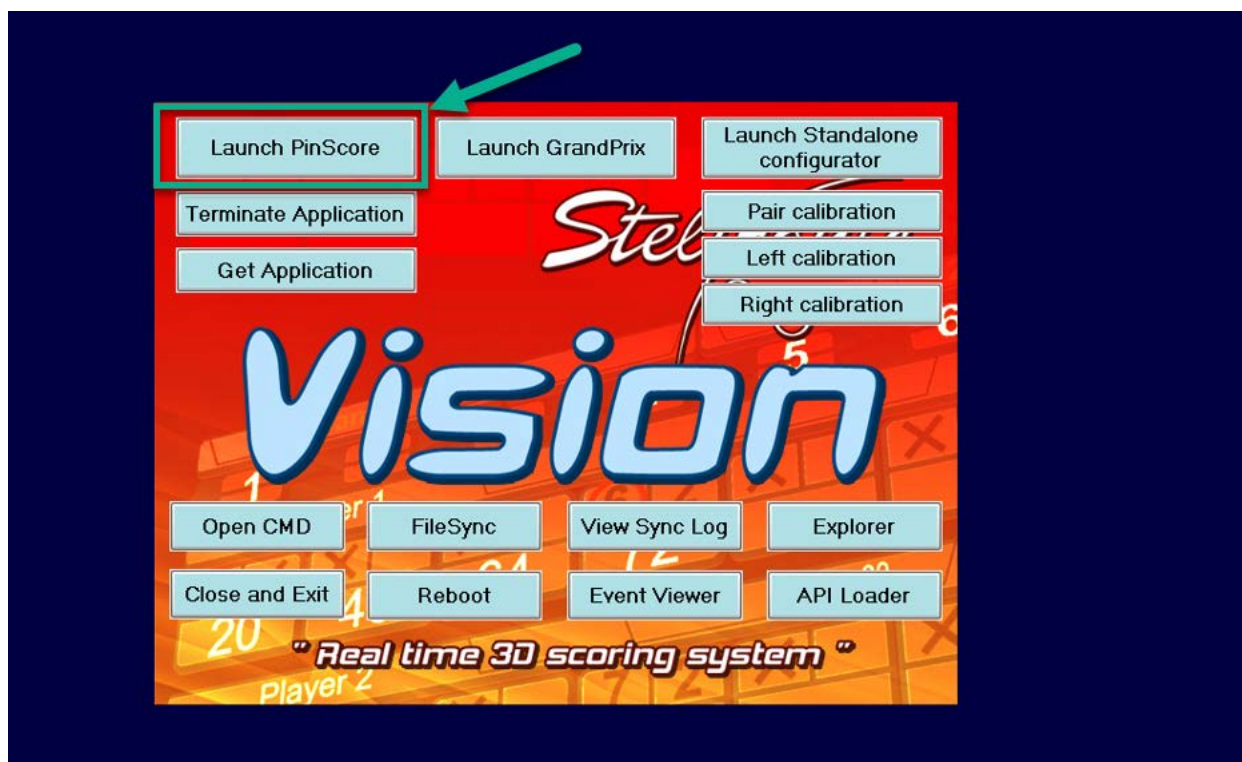 Launch PinScore
Launch GrandPrix
Launch Standalone
configurator
Terminate Application
Pair calibration
Get Application
Left calibration
Right calibration
6
5
Vision
1
Open CMD
FileSync
View Sync Log
Explorer
Close and Exit
Reboot
Event Viewer
API Loader
20
" Real time 3D scoring system "
Player 2
7 2